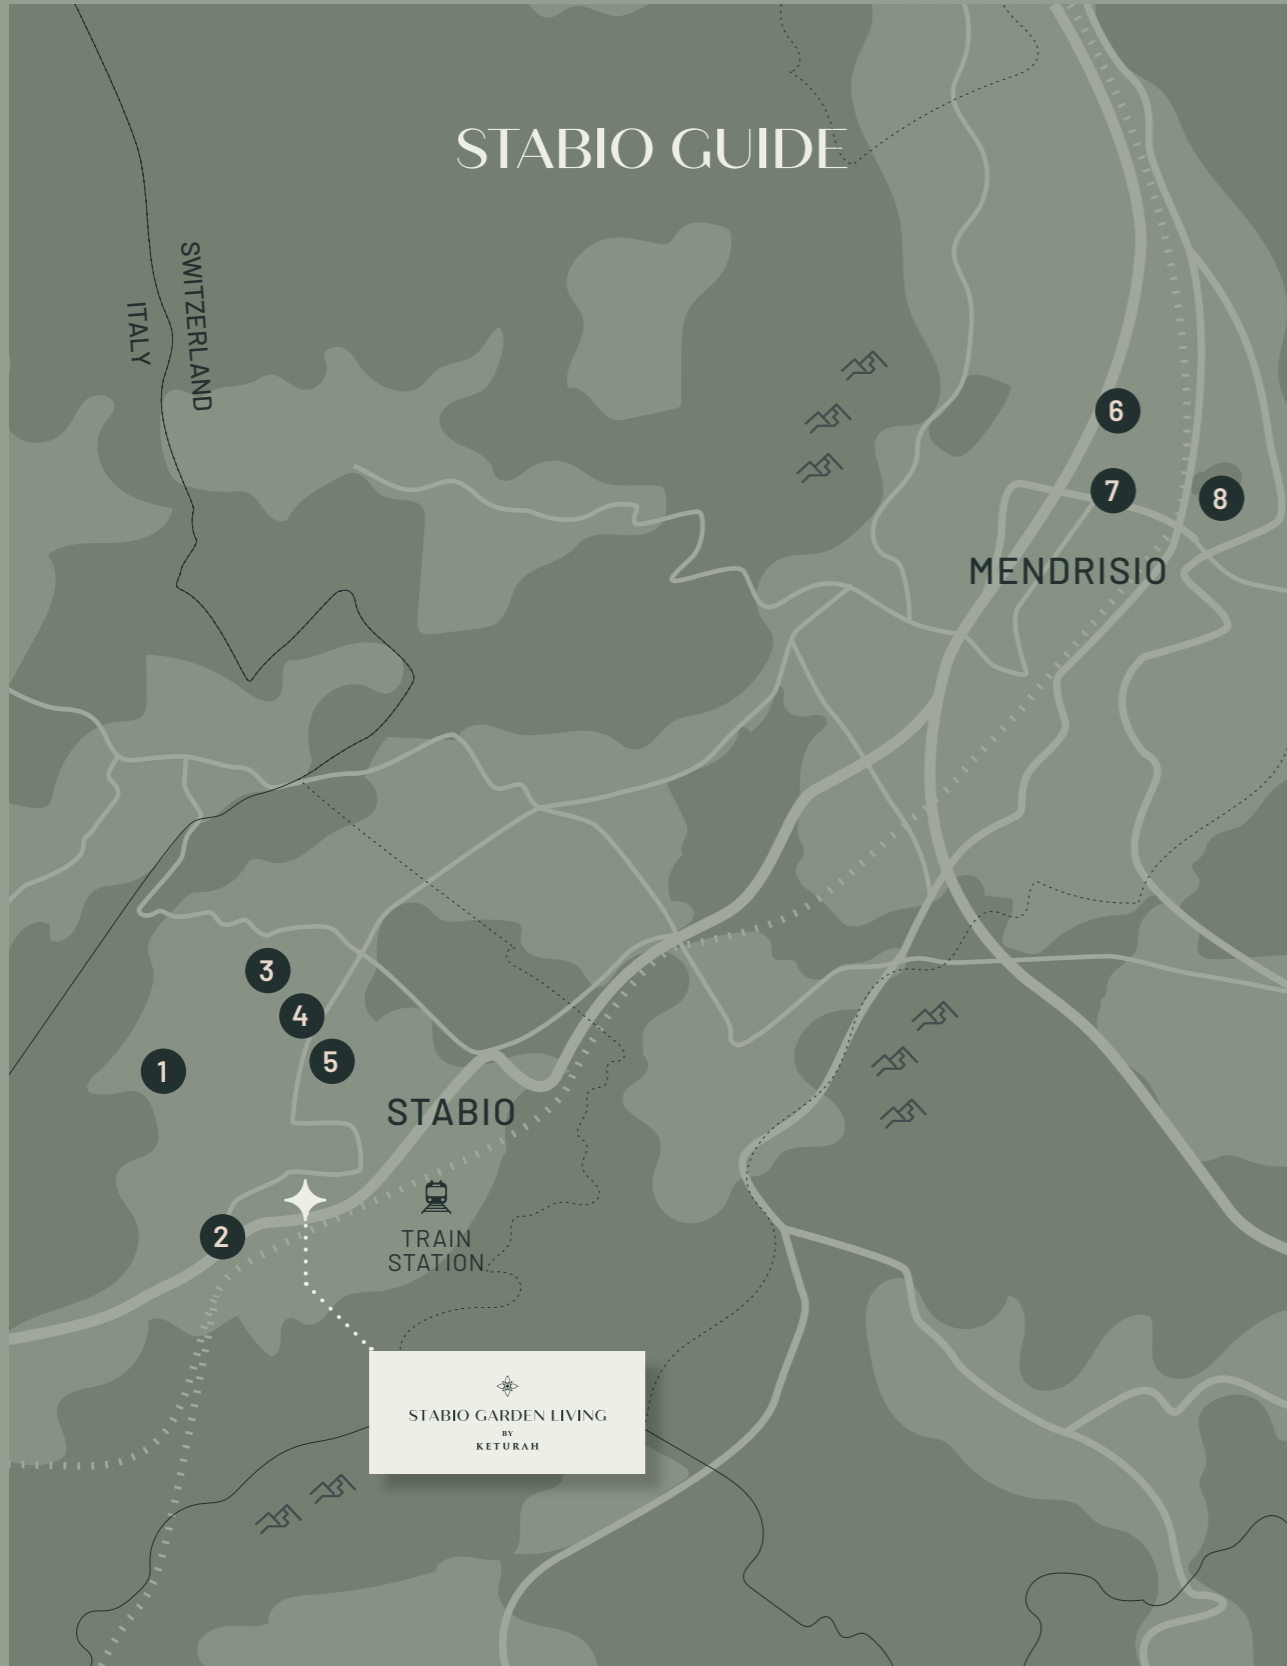 STABIO GUIDE
SWITZERLAND
ITALY
6
7
8
MENDRISIO
3
4
5
1
STABIO
2
TRAIN
STATION
STABIO GARDEN LIVING
BY
KETURAH